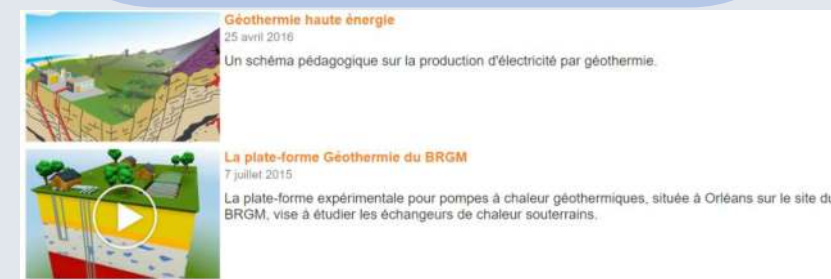 Géothermie haute énergie
25 avril 2016
Un schéma pédagogique sur la production d'électricité par géothermie.
La plate-forme Géothermie du BRGM
7 juillet 2015
La plate-forme expérimentale pour pompes à chaleur géothermiques, située à Orléans sur le site du
BRGM, vise à étudier les échangeurs de chaleur souterrains.